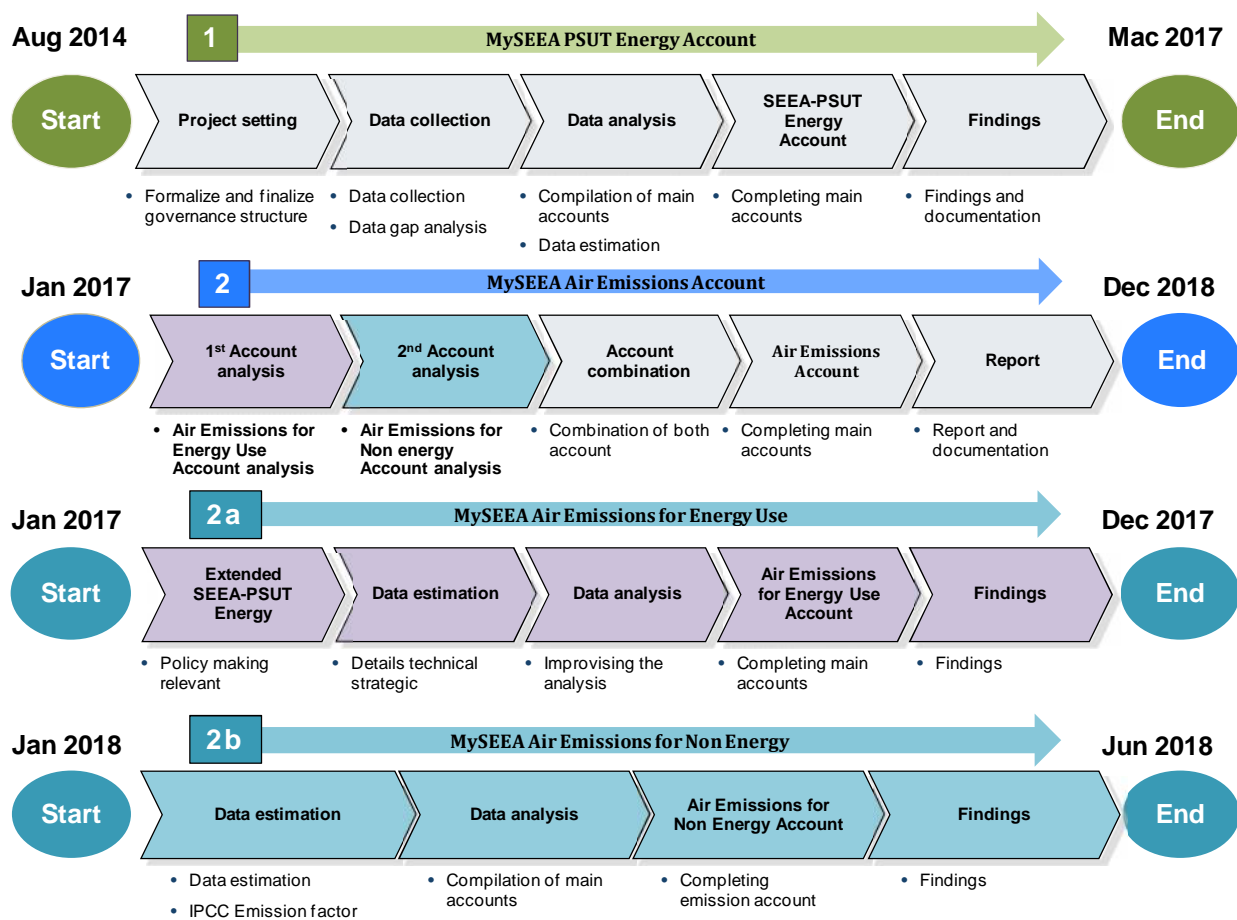 Aug 2014
1
MySEEA PSUT Energy Account
Mac 2017
Start
Project setting
Data collection
Data analysis
SEEA-PSUT
Energy
Account
Findings
End
• Formalize and finalize
governance structure
• Data collection
• Data gap analysis
• Compilation of main
accounts
• Data estimation
• Completing main
accounts
• Findings and
documentation
Jan 2017
2
MySEEA Air Emissions Account
Dec 2018
Start
1st Account
analysis
2nd Account
analysis
Account
combination
Air Emissions
Account
Report
End
• Air Emissions for
Energy Use
Account analysis
• Air Emissions for
Non energy
Account analysis
• Combination of both
account
• Completing main
accounts
• Report and
documentation
Jan 2017
2a
MySEEA Air Emissions for Energy Use
Dec 2017
Start
Extended
SEEA-PSUT
Energy
Data estimation
Data analysis
Air Emissions
for Energy Use
Account
Findings
End
• Policy making
relevant
• Details technical
strategic
• Improvising the
analysis
• Completing main
accounts
• Findings
Jan 2018
2b
MySEEA Air Emissions for Non Energy
Jun 2018
Start
Data estimation
Data analysis
Air Emissions for
Non Energy Account
Findings
End
• Data estimation
• IPCC Emission factor
• Compilation of main
accounts
• Completing
emission account
• Findings